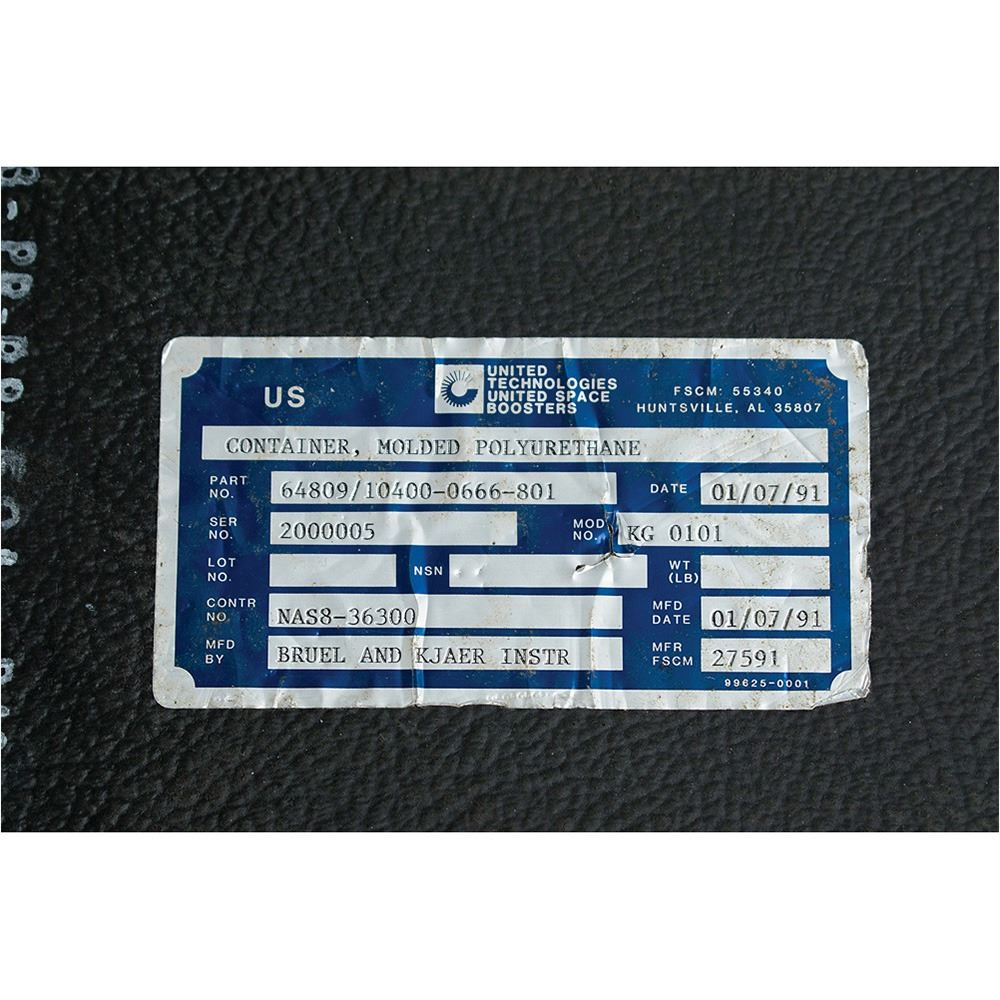 US
UNITED
TECHNOLOGIES
UNITED SPACE
BOOSTERS
FSCM: 55340
HUNTSVILLE, AL 35807
CONTAINER, MOLDED POLYURETHANE
PART NO. 64809/10400-0666-801 DATE 01/07/91
SER NO. 2000005 MOD NO. KG 0101
LOT NO. NSN WT (LB)
CONTR NO. NAS8-36300 MFD DATE 01/07/91
MFD BY BRUEL AND KJAER INSTR MFR FSCM 27591
99625-0001